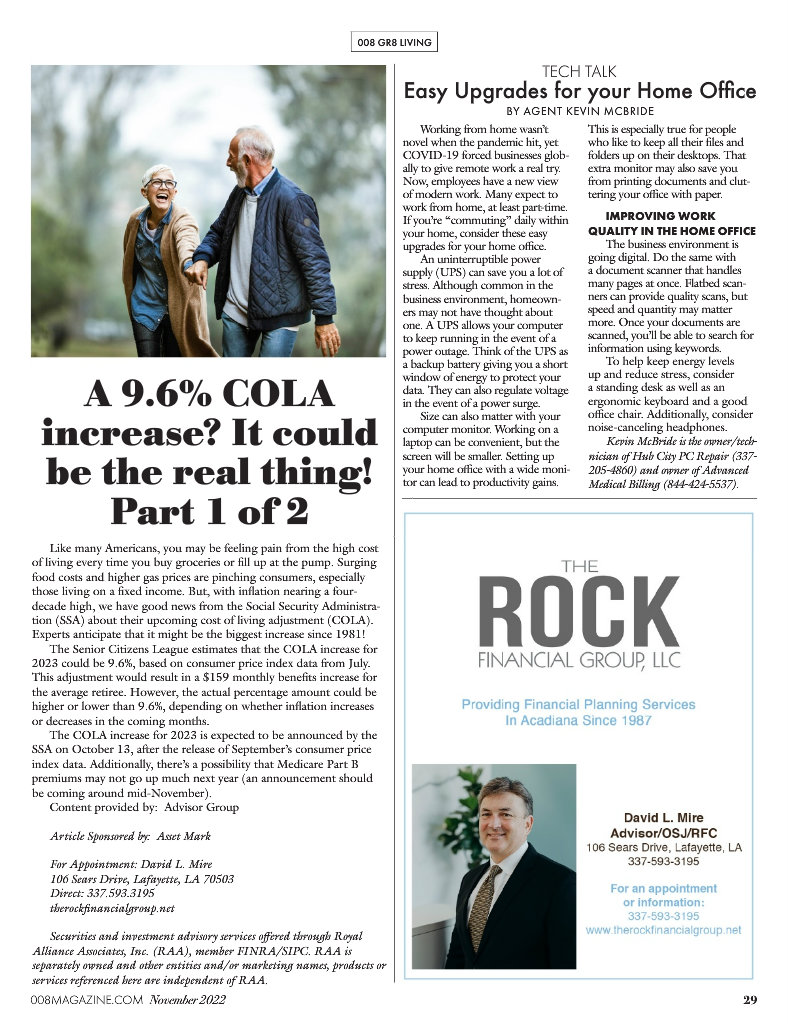 008 GR8 LIVING
A 9.6% COLA
increase? It could
be the real thing!
Part 1 of 2
Like many Americans, you may be feeling pain from the high cost
of living every time you buy groceries or fill up at the pump. Surging
food costs and higher gas prices are pinching consumers, especially
those living on a fixed income. But, with inflation nearing a four-
decade high, we have good news from the Social Security Administra-
tion (SSA) about their upcoming cost of living adjustment (COLA).
Experts anticipate that it might be the biggest increase since 1981!
The Senior Citizens League estimates that the COLA increase for
2023 could be 9.6%, based on consumer price index data from July.
This adjustment would result in a $159 monthly benefits increase for
the average retiree. However, the actual percentage amount could be
higher or lower than 9.6%, depending on whether inflation increases
or decreases in the coming months.
The COLA increase for 2023 is expected to be announced by the
SSA on October 13, after the release of September's consumer price
index data. Additionally, there's a possibility that Medicare Part B
premiums may not go up much next year (an announcement should
be coming around mid-November).
Content provided by: Advisor Group
Article Sponsored by: Asset Mark
For Appointment: David L. Mire
106 Sears Drive, Lafayette, LA 70503
Direct: 337.593.3195
therockfinancialgroup.net
Securities and investment advisory services offered through Royal
Alliance Associates, Inc. (RAA), member FINRA/SIPC. RAA is
separately owned and other entities and/or marketing names, products or
services referenced here are independent of RAA.
TECH TALK
Easy Upgrades for your Home Office
BY AGENT KEVIN MCBRIDE
Working from home wasn't
novel when the pandemic hit, yet
COVID-19 forced businesses glob-
ally to give remote work a real try.
Now, employees have a new view
of modern work. Many expect to
work from home, at least part-time.
If you're “commuting” daily within
your home, consider these easy
upgrades for your home office.
An uninterruptible power
supply (UPS) can save you a lot of
stress. Although common in the
business environment, homeown-
ers may not have thought about
one. A UPS allows your computer
to keep running in the event of a
power outage. Think of the UPS as
a backup battery giving you a short
window of energy to protect your
data. They can also regulate voltage
in the event of a power surge.
Size can also matter with your
computer monitor. Working on a
laptop can be convenient, but the
screen will be smaller. Setting up
your home office with a wide moni-
tor can lead to productivity gains.
This is especially true for people
who like to keep all their files and
folders up on their desktops. That
extra monitor may also save you
from printing documents and clut-
tering your office with paper.
IMPROVING WORK
QUALITY IN THE HOME OFFICE
The business environment is
going digital. Do the same with
a document scanner that handles
many pages at once. Flatbed scan-
ners can provide quality scans, but
speed and quantity may matter
more. Once your documents are
scanned, you'll be able to search for
information using keywords.
To help keep energy levels
up and reduce stress, consider
a standing desk as well as an
ergonomic keyboard and a good
office chair. Additionally, consider
noise-canceling headphones.
Kevin McBride is the owner/tech-
nician of Hub City PC Repair (337-
205-4860) and owner of Advanced
Medical Billing (844-424-5537).
THE
ROCK
FINANCIAL GROUP, LLC
Providing Financial Planning Services
In Acadiana Since 1987
David L. Mire
Advisor/OSJ/RFC
106 Sears Drive, Lafayette, LA
337-593-3195
For an appointment
or information:
337-593-3195
www.therockfinancialgroup.net
008MAGAZINE.COM November 2022
29